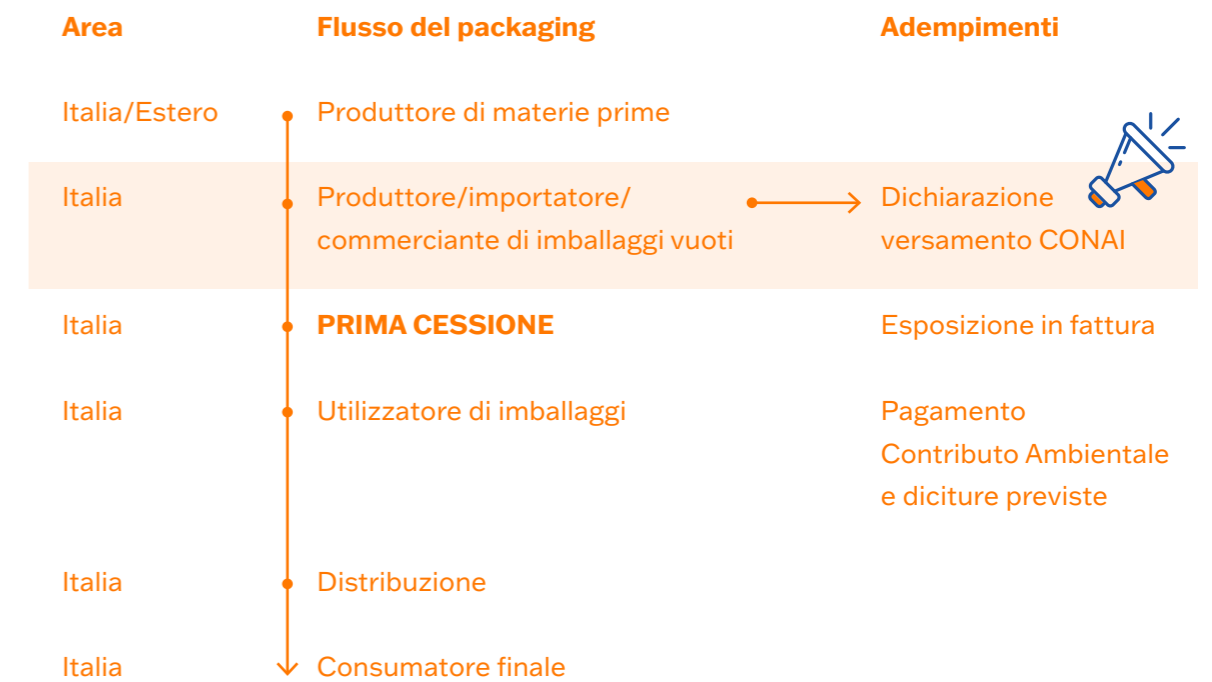 Area Flusso del packaging Adempimenti
Italia/Estero Produttore di materie prime
Italia Produttore/importatore/ Dichiarazione
commerciante di imballaggi vuoti versamento CONAI
Italia PRIMA CESSIONE Esposizione in fattura
Italia Utilizzatore di imballaggi Pagamento
Contributo Ambientale
e diciture previste
Italia Distribuzione
Italia Consumatore finale